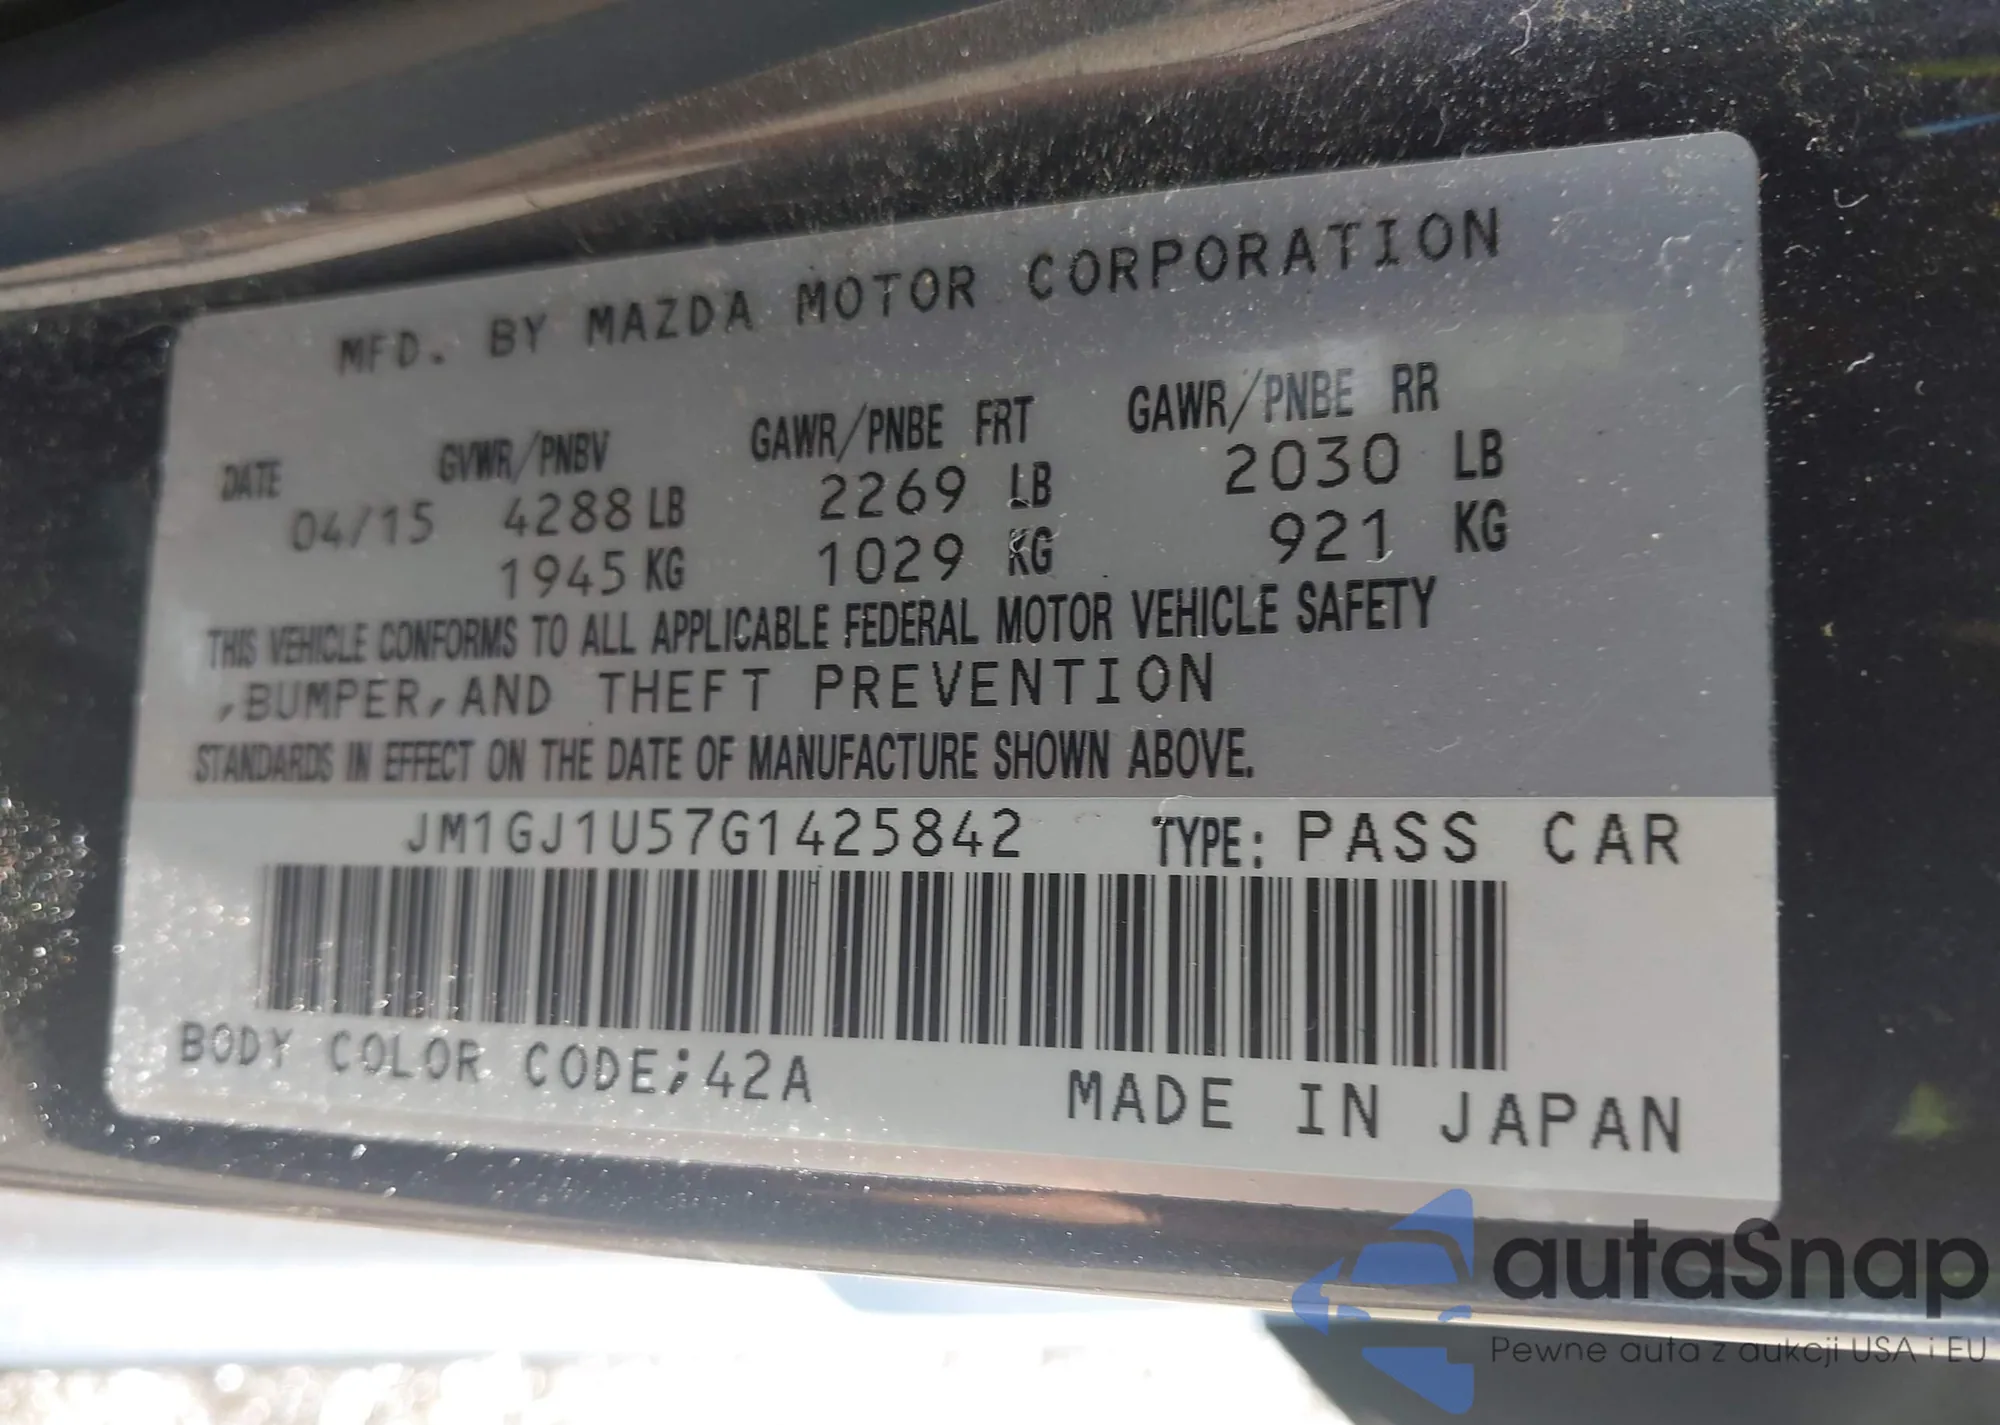 MFD. BY MAZDA MOTOR CORPORATION
DATE GVWR/PNBV GAWR/PNBE FRT GAWR/PNBE RR
04/15 4288 LB 2269 LB 2030 LB
1945 KG 1029 KG 921 KG
THIS VEHICLE CONFORMS TO ALL APPLICABLE FEDERAL MOTOR VEHICLE SAFETY
,BUMPER,AND THEFT PREVENTION
STANDARDS IN EFFECT ON THE DATE OF MANUFACTURE SHOWN ABOVE.
JM1GJ1U57G1425842 TYPE: PASS CAR
BODY COLOR CODE;42A MADE IN JAPAN
autaSnap
Pewne auta z aukcji USA i EU